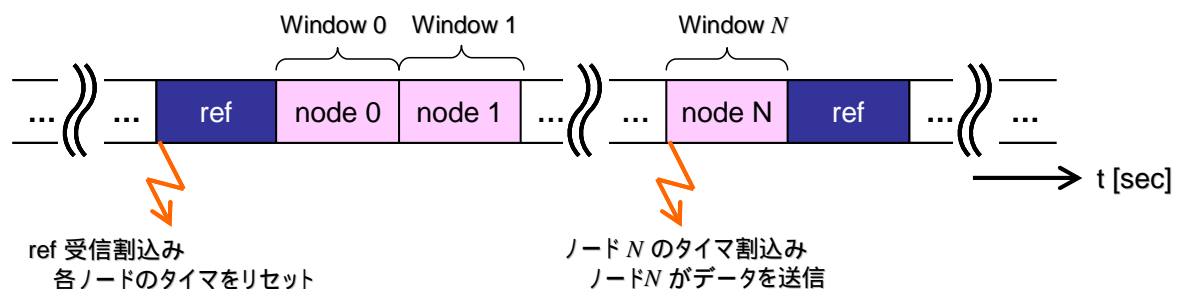 Window 0 Window 1 Window N
... ... ref node 0 node 1 ... ... node N ref ... ...
t [sec]
ref 受信割込み
各ノードのタイマをリセット
ノード N のタイマ割込み
ノードN がデータを送信